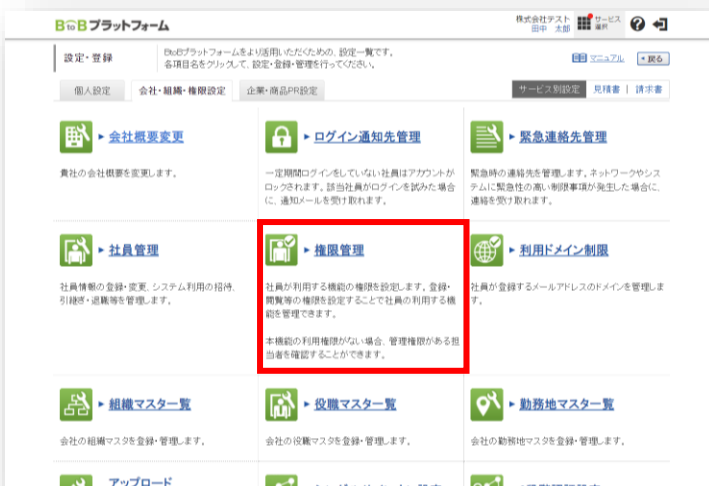 BtoBプラットフォーム
株式会社テスト
田中 太郎
サービス
選択
設定・登録
BtoBプラットフォームをより活用いただくための、設定一覧です。
各項目名をクリックして、設定・登録・管理を行ってください。
マニュアル
戻る
個人設定
会社・組織・権限設定
企業・商品PR設定
サービス別設定
見積書 | 請求書
会社概要変更
貴社の会社概要を変更します。
ログイン通知先管理
一定期間ログインをしていない社員はアカウントが
ロックされます。該当社員がログインを試みた場合
に、通知メールを受け取れます。
緊急連絡先管理
緊急時の連絡先を管理します。ネットワークやシス
テムに緊急性の高い制限事項が発生した場合に、
連絡を受け取れます。
社員管理
社員情報の登録・変更、システム利用の招待、
引継ぎ・退職等を管理します。
権限管理
社員が利用する機能の権限を設定します。登録・
閲覧等の権限を設定することで社員の利用する機
能を管理できます。
本機能の利用権限がない場合、管理権限がある担
当者を確認することができます。
利用ドメイン制限
社員が登録するメールアドレスのドメインを管理しま
す。
組織マスタ一覧
会社の組織マスタを登録・管理します。
役職マスタ一覧
会社の役職マスタを登録・管理します。
勤務地マスタ一覧
会社の勤務地マスタを登録・管理します。
アップロード